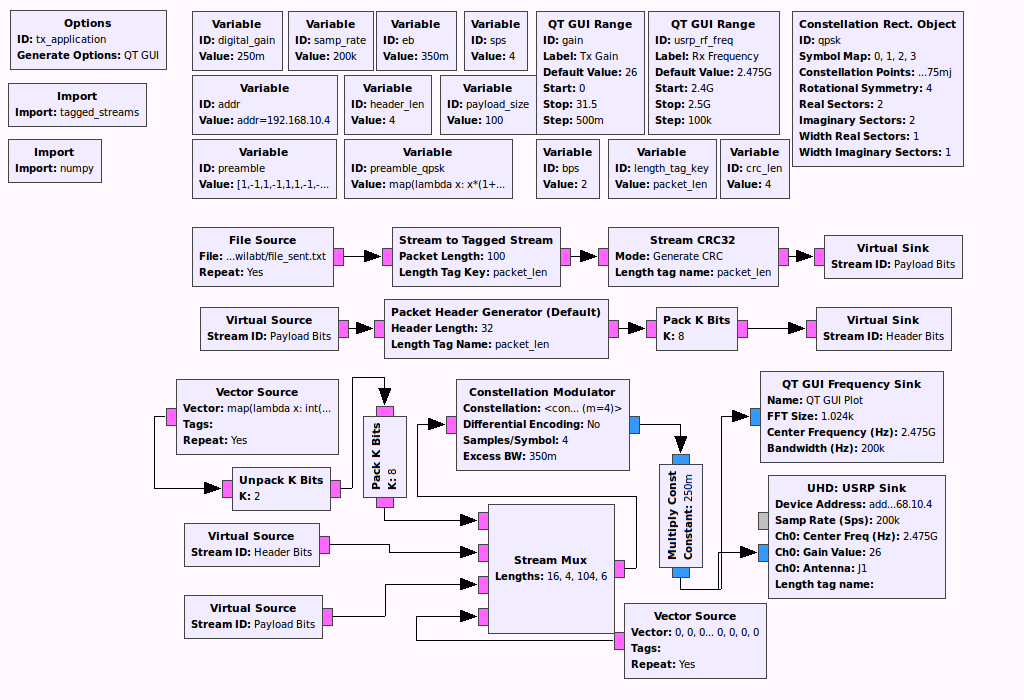 Options
ID: tx_application
Generate Options: QT GUI
Variable
ID: digital_gain
Value: 250m
Variable
ID: samp_rate
Value: 200k
Variable
ID: eb
Value: 350m
Variable
ID: sps
Value: 4
QT GUI Range
ID: gain
Label: Tx Gain
Default Value: 26
Start: 0
Stop: 31.5
Step: 500m
QT GUI Range
ID: usrp_rf_freq
Label: Rx Frequency
Default Value: 2.475G
Start: 2.4G
Stop: 2.5G
Step: 100k
Constellation Rect. Object
ID: qpsk
Symbol Map: 0, 1, 2, 3
Constellation Points: ...75mj
Rotational Symmetry: 4
Real Sectors: 2
Imaginary Sectors: 2
Width Real Sectors: 1
Width Imaginary Sectors: 1
Import
Import: tagged_streams
Variable
ID: addr
Value: addr=192.168.10.4
Variable
ID: header_len
Value: 4
Variable
ID: payload_size
Value: 100
Import
Import: numpy
Variable
ID: preamble
Value: [1,-1,1,-1,1,1,-1,-...
Variable
ID: preamble_qpsk
Value: map(lambda x: x*(1+...
Variable
ID: bps
Value: 2
Variable
ID: length_tag_key
Value: packet_len
Variable
ID: crc_len
Value: 4
File Source
File: ...wilabt/file_sent.txt
Repeat: Yes
Stream to Tagged Stream
Packet Length: 100
Length Tag Key: packet_len
Stream CRC32
Mode: Generate CRC
Length tag name: packet_len
Virtual Sink
Stream ID: Payload Bits
Virtual Source
Stream ID: Payload Bits
Packet Header Generator (Default)
Header Length: 32
Length Tag Name: packet_len
Pack K Bits
K: 8
Virtual Sink
Stream ID: Header Bits
Vector Source
Vector: map(lambda x: int(...
Tags:
Repeat: Yes
Unpack K Bits
K: 2
Pack K Bits
K: 8
Constellation Modulator
Constellation: <con... (m=4)>
Differential Encoding: No
Samples/Symbol: 4
Excess BW: 350m
Multiply Const
Constant: 250m
QT GUI Frequency Sink
Name: QT GUI Plot
FFT Size: 1.024k
Center Frequency (Hz): 2.475G
Bandwidth (Hz): 200k
UHD: USRP Sink
Device Address: add...68.10.4
Samp Rate (Sps): 200k
Ch0: Center Freq (Hz): 2.475G
Ch0: Gain Value: 26
Ch0: Antenna: J1
Length tag name:
Virtual Source
Stream ID: Header Bits
Stream Mux
Lengths: 16, 4, 104, 6
Virtual Source
Stream ID: Payload Bits
Vector Source
Vector: 0, 0, 0... 0, 0, 0, 0
Tags:
Repeat: Yes